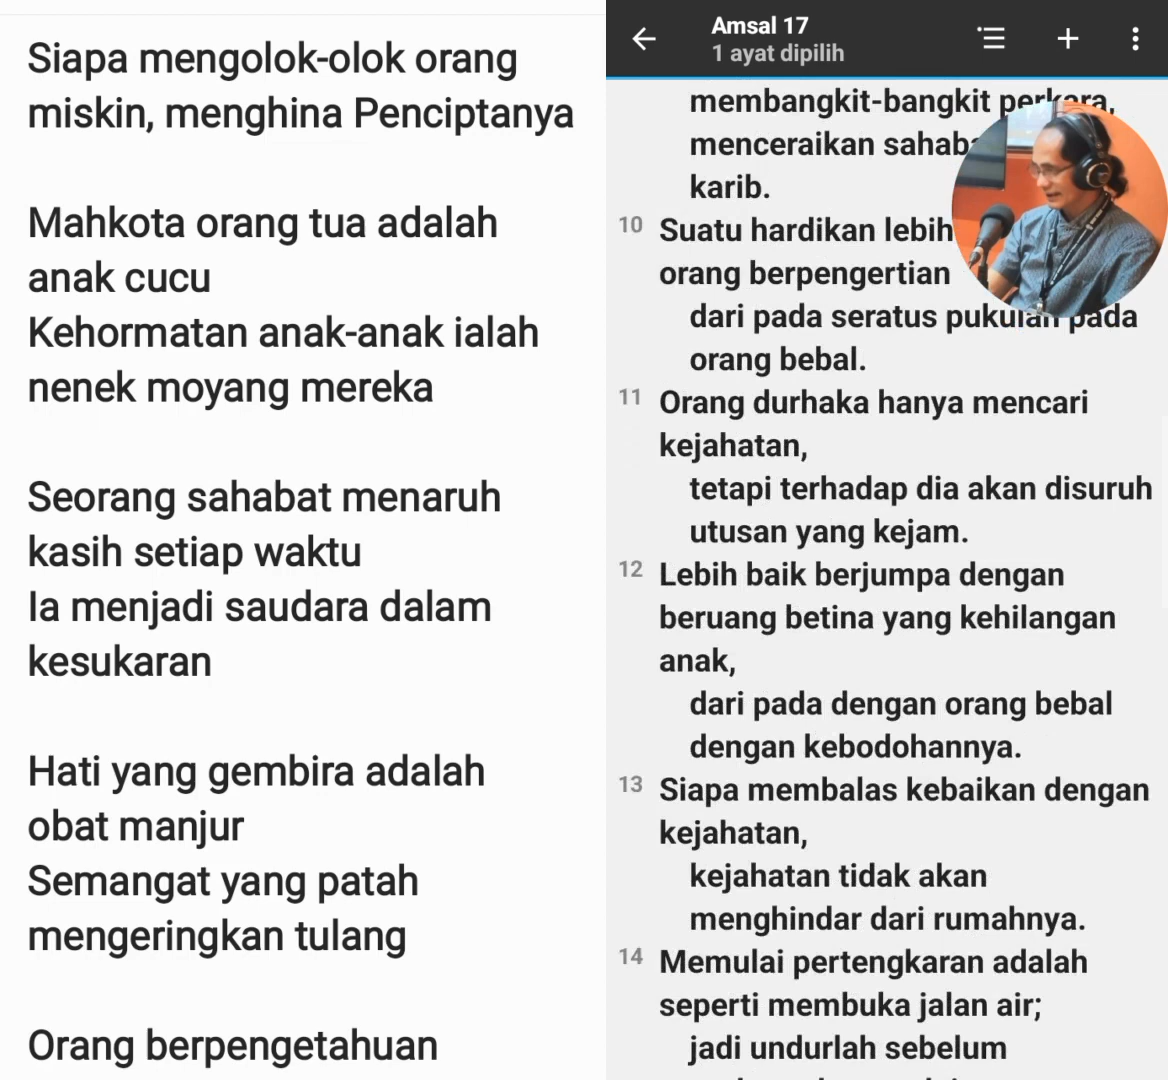 Siapa mengolok-olok orang
miskin, menghina Penciptanya
Mahkota orang tua adalah
anak cucu
Kehormatan anak-anak ialah
nenek moyang mereka
Seorang sahabat menaruh
kasih setiap waktu
Ia menjadi saudara dalam
kesukaran
Hati yang gembira adalah
obat manjur
Semangat yang patah
mengeringkan tulang
Orang berpengetahuan
Amsal 17
1 ayat dipilih
membangkit-bangkit perkara,
menceraikan
karib.
10 Suatu hardikan lebih
orang berpengertian
dari pada seratus pukulan pada
orang bebal.
11 Orang durhaka hanya mencari
kejahatan,
tetapi terhadap dia akan disuruh
utusan yang kejam.
12 Lebih baik berjumpa dengan
beruang betina yang kehilangan
anak,
dari pada dengan orang bebal
dengan kebodohannya.
13 Siapa membalas kebaikan dengan
kejahatan,
kejahatan tidak akan
menghindar dari rumahnya.
14 Memulai pertengkaran adalah
seperti membuka jalan air;
jadi undurlah sebelum